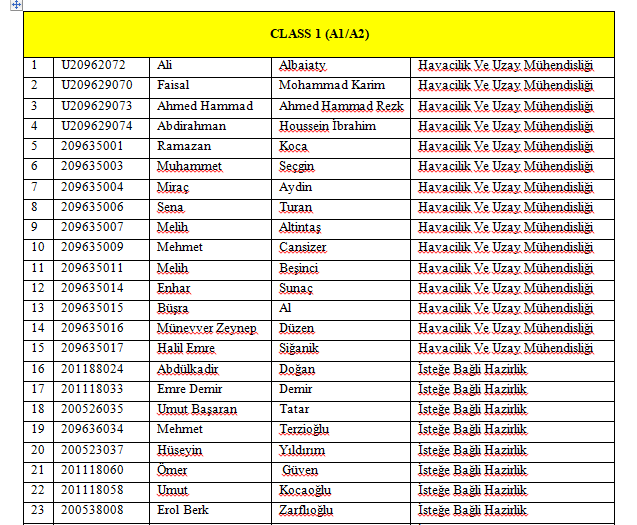 CLASS 1 (A1/A2)
1 U20962072 Ali Albaiaty Havacilik Ve Uzay Mühendisliği
2 U209629070 Faisal Mohammad Karim Havacilik Ve Uzay Mühendisliği
3 U209629073 Ahmed Hammad Ahmed Hammad Rezk Havacilik Ve Uzay Mühendisliği
4 U209629074 Abdirahman Houssein İbrahim Havacilik Ve Uzay Mühendisliği
5 209635001 Ramazan Koca Havacilik Ve Uzay Mühendisliği
6 209635003 Muhammet Seçgin Havacilik Ve Uzay Mühendisliği
7 209635004 Miraç Aydin Havacilik Ve Uzay Mühendisliği
8 209635006 Sena Turan Havacilik Ve Uzay Mühendisliği
9 209635007 Melih Altintaş Havacilik Ve Uzay Mühendisliği
10 209635009 Mehmet Cansizer Havacilik Ve Uzay Mühendisliği
11 209635011 Melih Beşinci Havacilik Ve Uzay Mühendisliği
12 209635014 Enhar Sunaç Havacilik Ve Uzay Mühendisliği
13 209635015 Büşra Al Havacilik Ve Uzay Mühendisliği
14 209635016 Münevver Zeynep Düzen Havacilik Ve Uzay Mühendisliği
15 209635017 Halil Emre Siğanik Havacilik Ve Uzay Mühendisliği
16 201188024 Abdülkadir Doğan İsteğe Bağli Hazirlik
17 201118033 Emre Demir Demir İsteğe Bağli Hazirlik
18 200526035 Umut Başaran Tatar İsteğe Bağli Hazirlik
19 209636034 Mehmet Terzioğlu İsteğe Bağli Hazirlik
20 200523037 Hüseyin Yıldırım İsteğe Bağli Hazirlik
21 201118060 Ömer Güven İsteğe Bağli Hazirlik
22 201118058 Umut Kocaoğlu İsteğe Bağli Hazirlik
23 200538008 Erol Berk Zarflıoğlu İsteğe Bağli Hazirlik